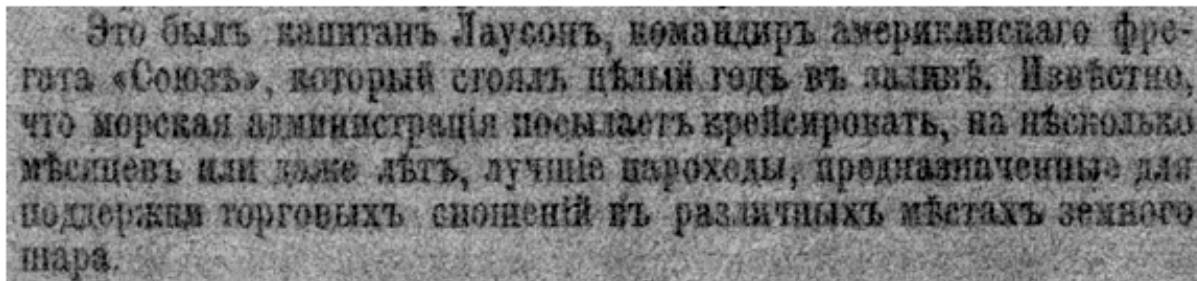 Это былъ капитанъ Лаусонъ, командиръ американскаго фре-
гата «Союзъ», который стоялъ цѣлый годъ въ заливѣ. Извѣстно,
что морская администрація посылаетъ крейсировать, на нѣсколько
мѣсяцевъ или даже лѣтъ, лучшіе пароходы, предназначенные для
поддержки торговыхъ сношеній въ различныхъ мѣстахъ земного
шара.